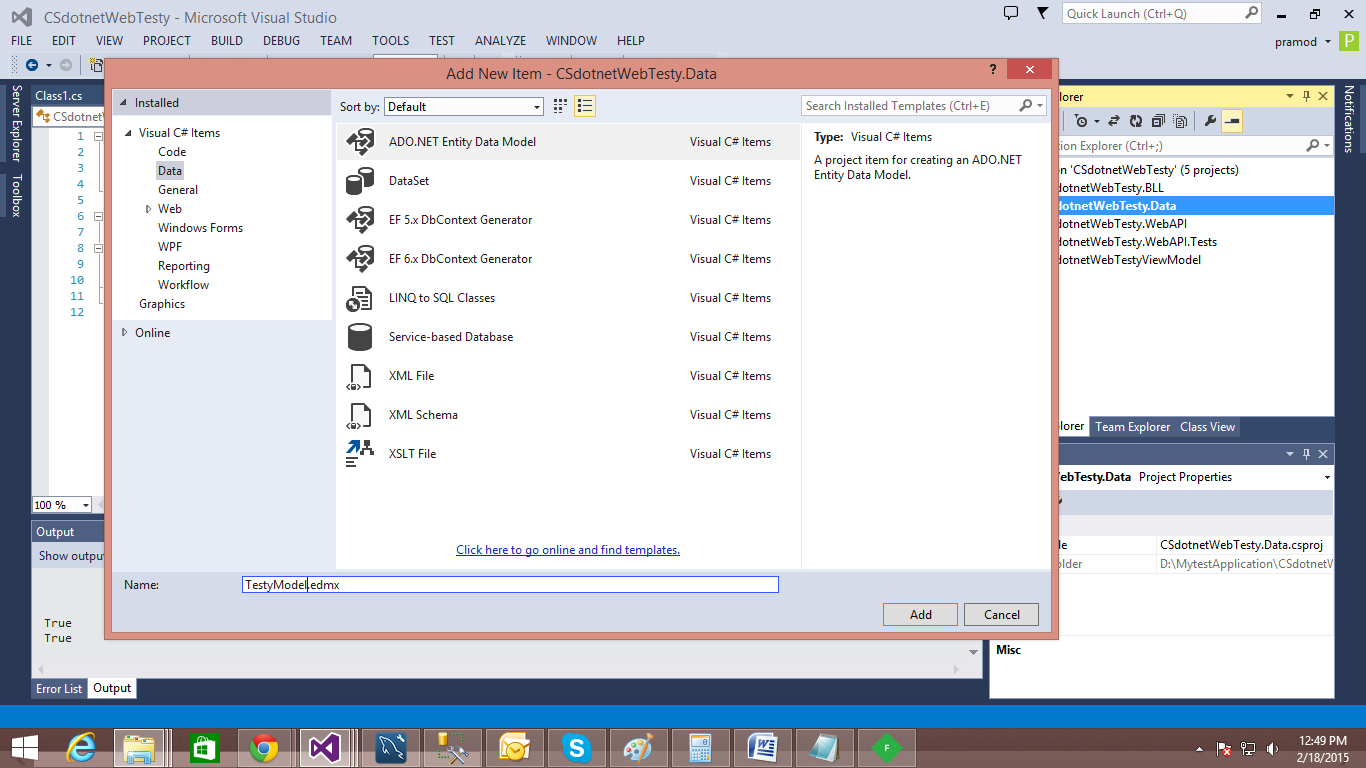 CSdotnetWebTesty - Microsoft Visual Studio
Quick Launch (Ctrl+Q)
FILE EDIT VIEW PROJECT BUILD DEBUG TEAM TOOLS TEST ANALYZE WINDOW HELP
pramod P
Add New Item - CSdotnetWebTesty.Data
?
Server Explorer
Toolbox
Class1.cs
CSdotnetW
1
2
3
4
5
6
7
8
9
10
11
12
100 %
Installed
Visual C# Items
Code
Data
General
Web
Windows Forms
WPF
Reporting
Workflow
Graphics
Online
Sort by: Default
Search Installed Templates (Ctrl+E)
ADO.NET Entity Data Model Visual C# Items
DataSet Visual C# Items
EF 5.x DbContext Generator Visual C# Items
EF 6.x DbContext Generator Visual C# Items
LINQ to SQL Classes Visual C# Items
Service-based Database Visual C# Items
XML File Visual C# Items
XML Schema Visual C# Items
XSLT File Visual C# Items
Click here to go online and find templates.
Type: Visual C# Items
A project item for creating an ADO.NET
Entity Data Model.
Name: TestyModel.edmx
Add Cancel
lorer
tion Explorer (Ctrl+;)
on 'CSdotnetWebTesty' (5 projects)
dotnetWebTesty.BLL
dotnetWebTesty.Data
dotnetWebTesty.WebAPI
dotnetWebTesty.WebAPI.Tests
dotnetWebTestyViewModel
lorer Team Explorer Class View
Notifications
ebTesty.Data Project Properties
le CSdotnetWebTesty.Data.csproj
older D:\MytestApplication\CSdotnetW
Misc
Output
Show outpu
True
True
Error List Output
12:49 PM
2/18/2015